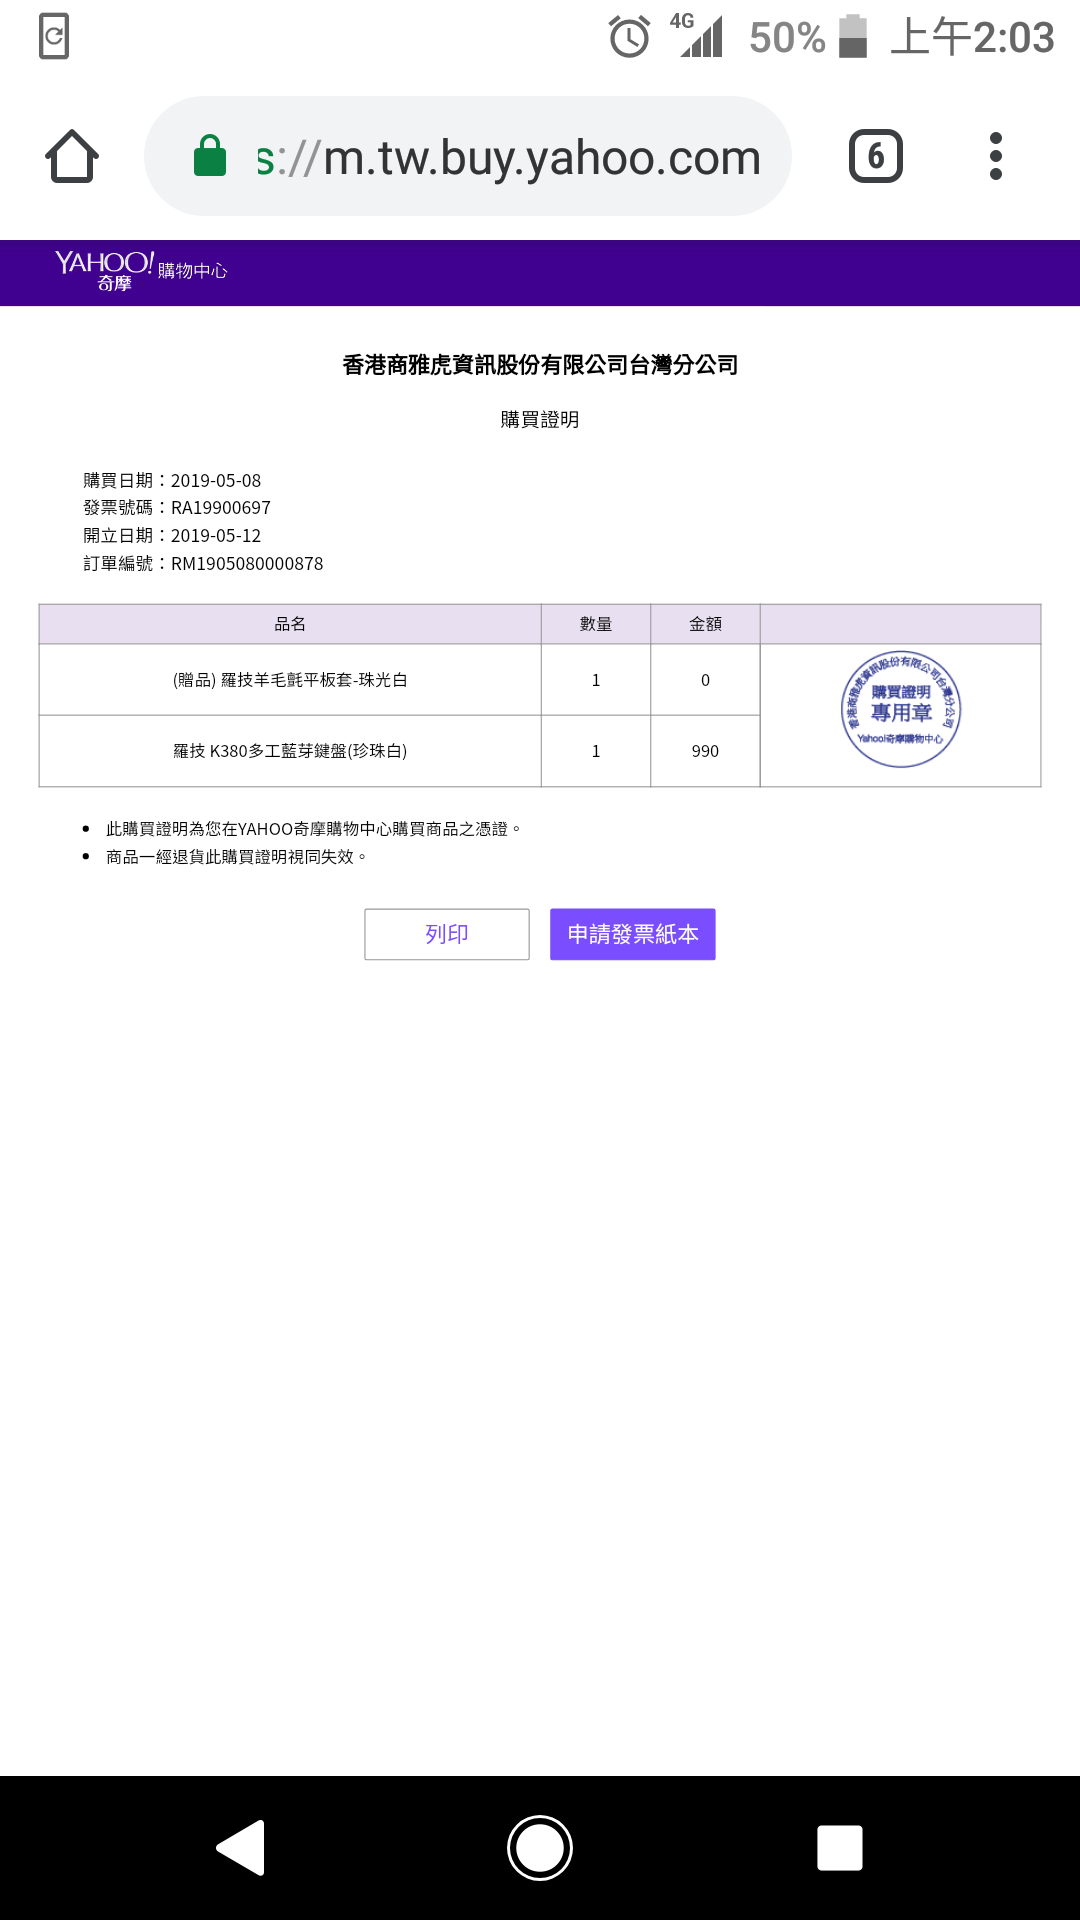 4G 50% 上午2:03
s://m.tw.buy.yahoo.com 6
YAHOO! 奇摩 購物中心
香港商雅虎資訊股份有限公司台灣分公司
購買證明
購買日期：2019-05-08
發票號碼：RA19900697
開立日期：2019-05-12
訂單編號：RM1905080000878
品名 數量 金額
(贈品) 羅技羊毛氈平板套-珠光白 1 0
羅技 K380多工藍芽鍵盤(珍珠白) 1 990
香港商雅虎資訊股份有限公司台灣分公司
購買證明
專用章
Yahoo!奇摩購物中心
此購買證明為您在YAHOO奇摩購物中心購買商品之憑證。
商品一經退貨此購買證明視同失效。
列印 申請發票紙本